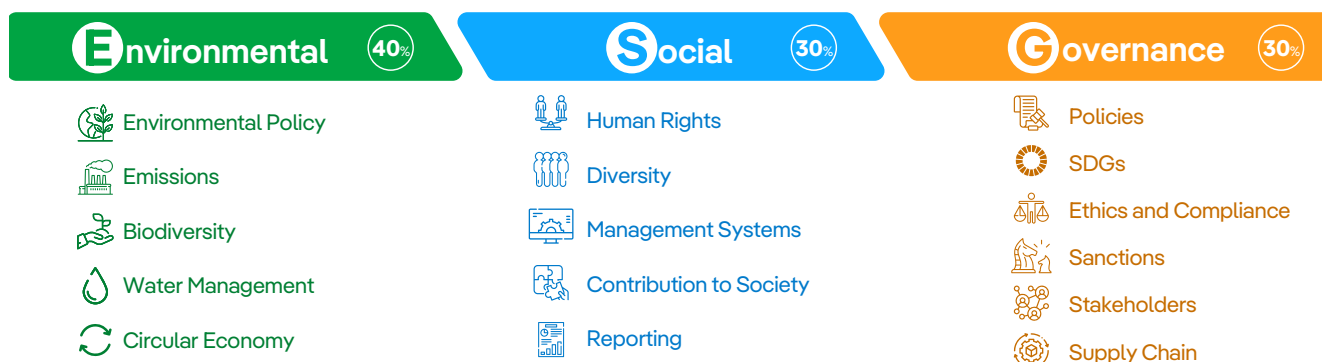 Environmental 40%
Environmental Policy
Emissions
Biodiversity
Water Management
Circular Economy
Social 30%
Human Rights
Diversity
Management Systems
Contribution to Society
Reporting
Governance 30%
Policies
SDGs
Ethics and Compliance
Sanctions
Stakeholders
Supply Chain